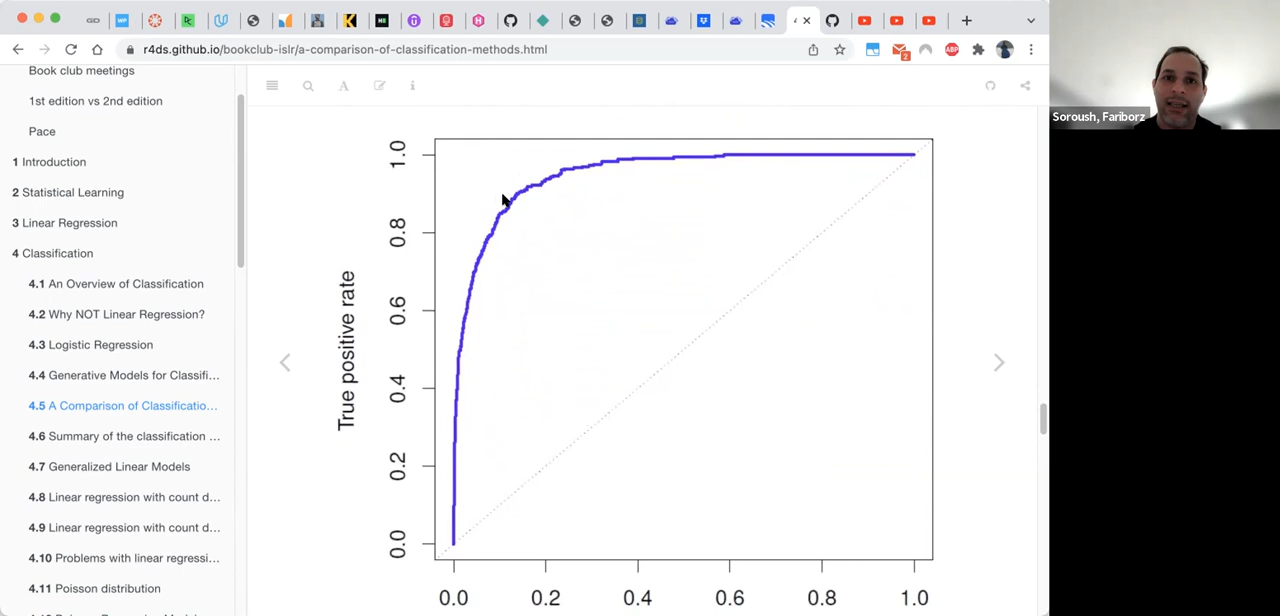 GD
WP
r4ds.github.io/bookclub-islr/a-comparison-of-classification-methods.html
2
ABP
Book club meetings
1st edition vs 2nd edition
Pace
1 Introduction
2 Statistical Learning
3 Linear Regression
4 Classification
4.1 An Overview of Classification
4.2 Why NOT Linear Regression?
4.3 Logistic Regression
4.4 Generative Models for Classifi...
4.5 A Comparison of Classificatio...
4.6 Summary of the classification ...
4.7 Generalized Linear Models
4.8 Linear regression with count d...
4.9 Linear regression with count d...
4.10 Problems with linear regressi...
4.11 Poisson distribution
A
i
True positive rate
1.0
0.8
0.6
0.4
0.2
0.0
0.0 0.2 0.4 0.6 0.8 1.0
Soroush, Fariborz